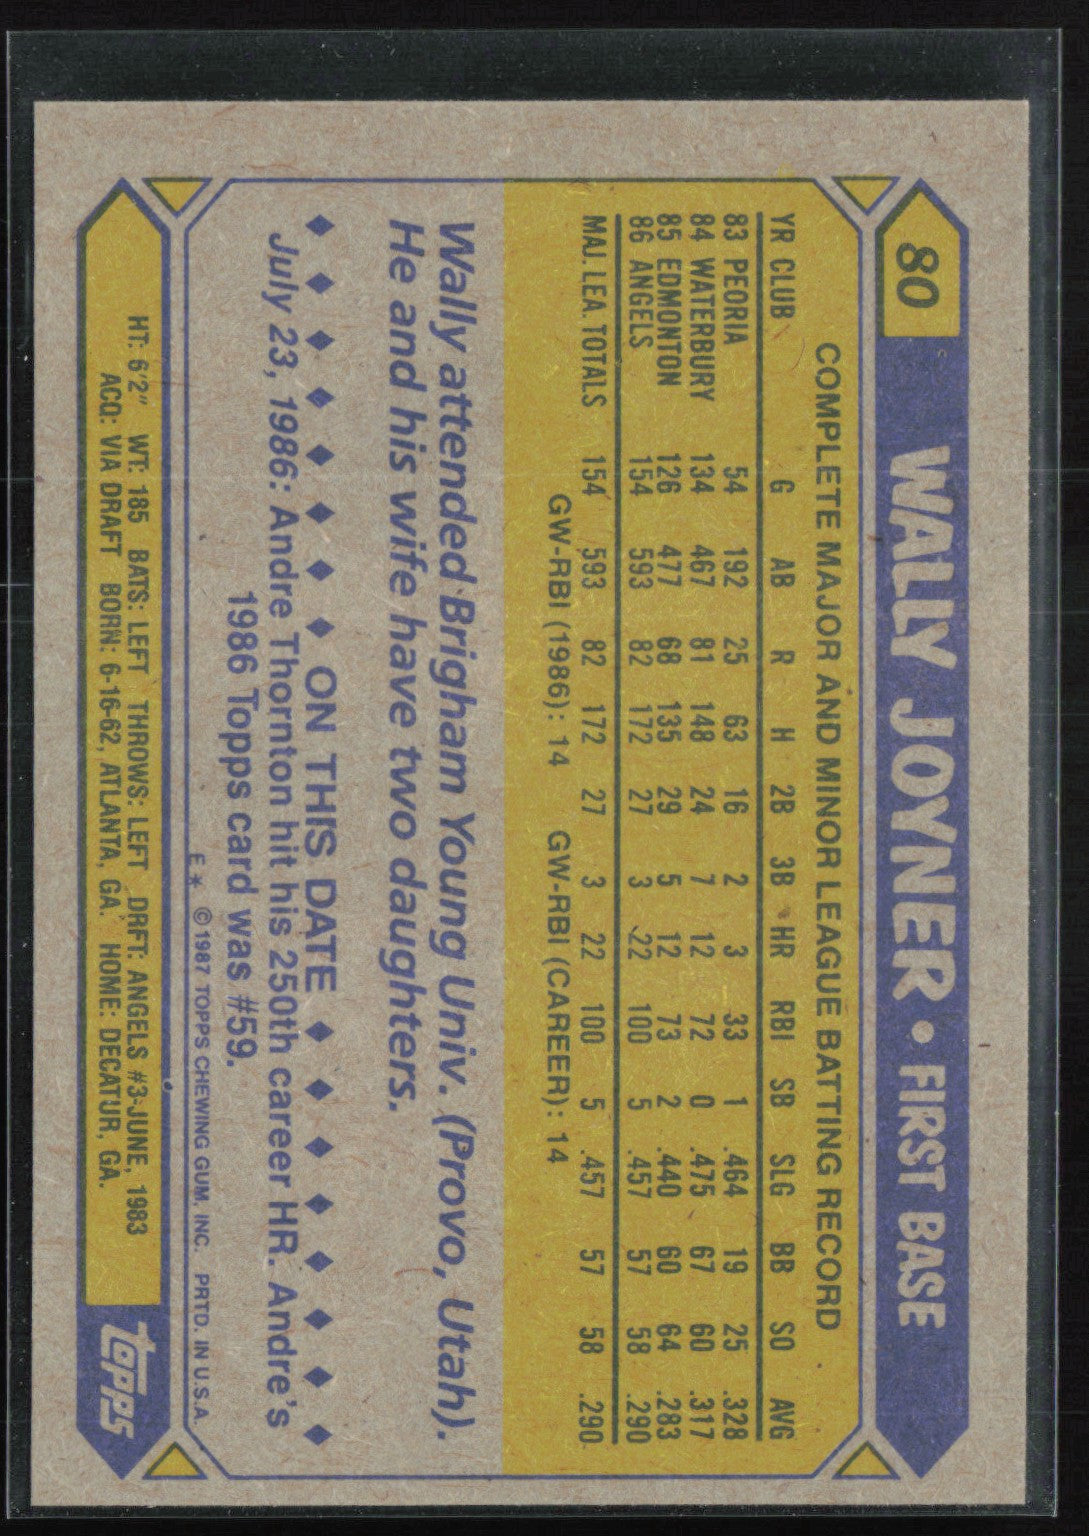 80 WALLY JOYNER • FIRST BASE
COMPLETE MAJOR AND MINOR LEAGUE BATTING RECORD
YR CLUB G AB R H 2B 3B HR RBI SB SLG BB SO AVG
83 PEORIA 54 192 25 63 16 2 3 33 1 .464 19 25 .328
84 WATERBURY 134 467 81 148 24 7 12 72 0 .475 67 60 .317
85 EDMONTON 126 477 68 135 29 5 12 73 2 .440 60 64 .283
86 ANGELS 154 593 82 172 27 3 22 100 5 .457 57 58 .290
MAJ. LEA. TOTALS 154 593 82 172 27 3 22 100 5 .457 57 58 .290
GW-RBI (1986): 14 GW-RBI (CAREER): 14
Wally attended Brigham Young Univ. (Provo, Utah).
He and his wife have two daughters.
ON THIS DATE
July 23, 1986: Andre Thornton hit his 250th career HR. Andre's
1986 Topps card was #59.
E* ©1987 TOPPS CHEWING GUM, INC. PRTD. IN U.S.A.
HT: 6'2" WT: 185 BATS: LEFT THROWS: LEFT DRFT: ANGELS #3-JUNE, 1983
ACQ: VIA DRAFT BORN: 6-16-62, ATLANTA, GA. HOME: DECATUR, GA.
topps